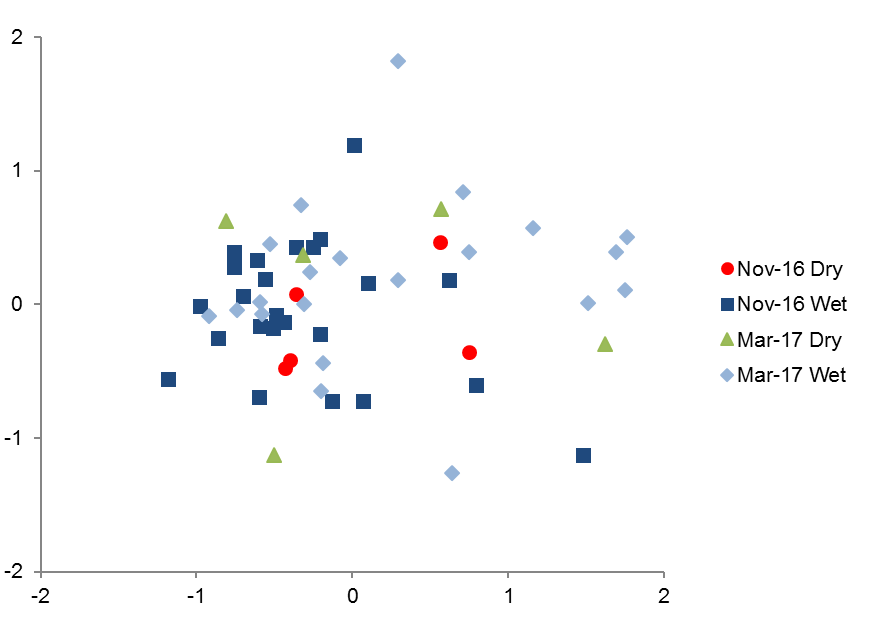 2
1
0
-1
-2
-2 -1 0 1 2
Nov-16 Dry
Nov-16 Wet
Mar-17 Dry
Mar-17 Wet